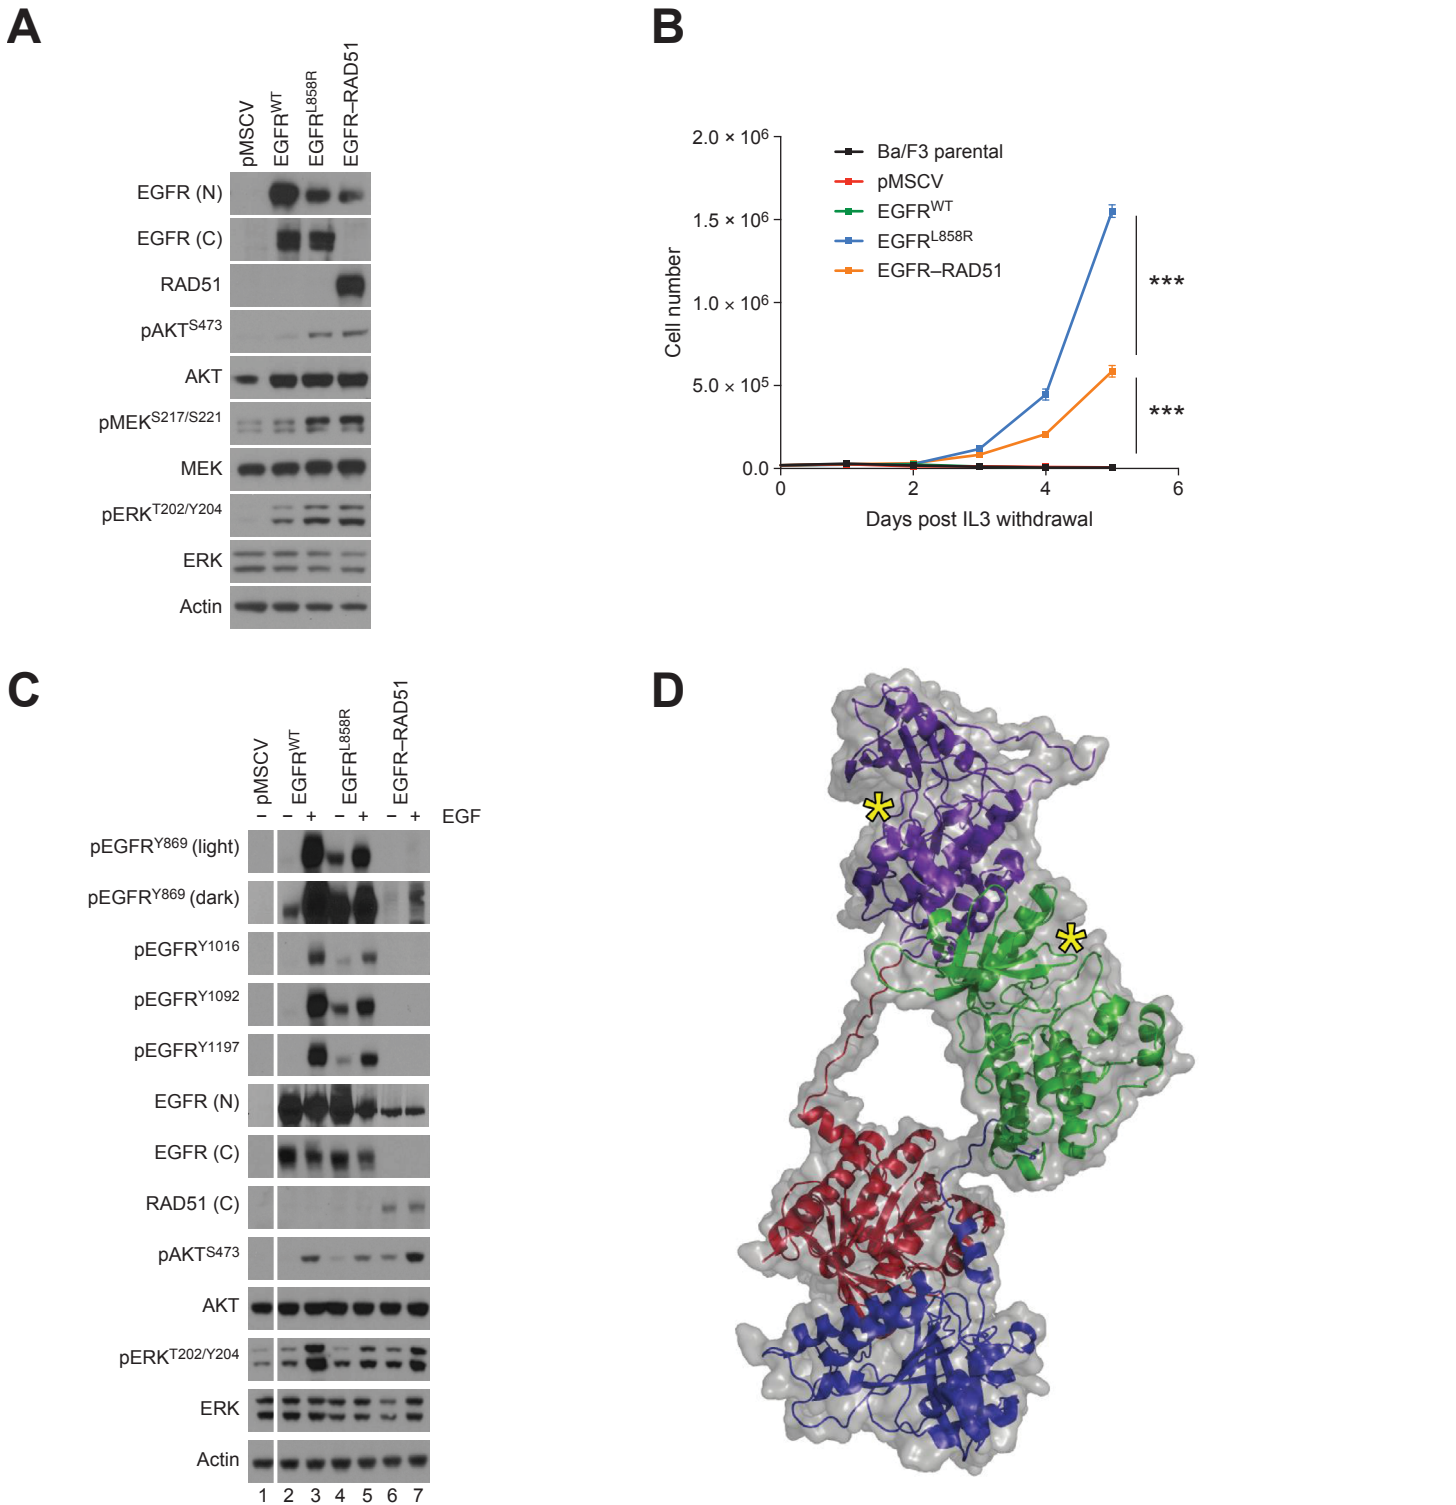 A
pMSCV
EGFRWT
EGFRL858R
EGFR–RAD51
EGFR (N)
EGFR (C)
RAD51
pAKTS473
AKT
pMEKS217/S221
MEK
pERKT202/Y204
ERK
Actin
B
2.0 × 10⁶
1.5 × 10⁶
1.0 × 10⁶
5.0 × 10⁵
0.0
Cell number
Ba/F3 parental
pMSCV
EGFRWT
EGFRL858R
EGFR–RAD51
***
***
0 2 4 6
Days post IL3 withdrawal
C
pMSCV
EGFRWT
EGFRL858R
EGFR–RAD51
– – + – + – + EGF
pEGFRY869 (light)
pEGFRY869 (dark)
pEGFRY1016
pEGFRY1092
pEGFRY1197
EGFR (N)
EGFR (C)
RAD51 (C)
pAKTS473
AKT
pERKT202/Y204
ERK
Actin
1 2 3 4 5 6 7
D
*
*